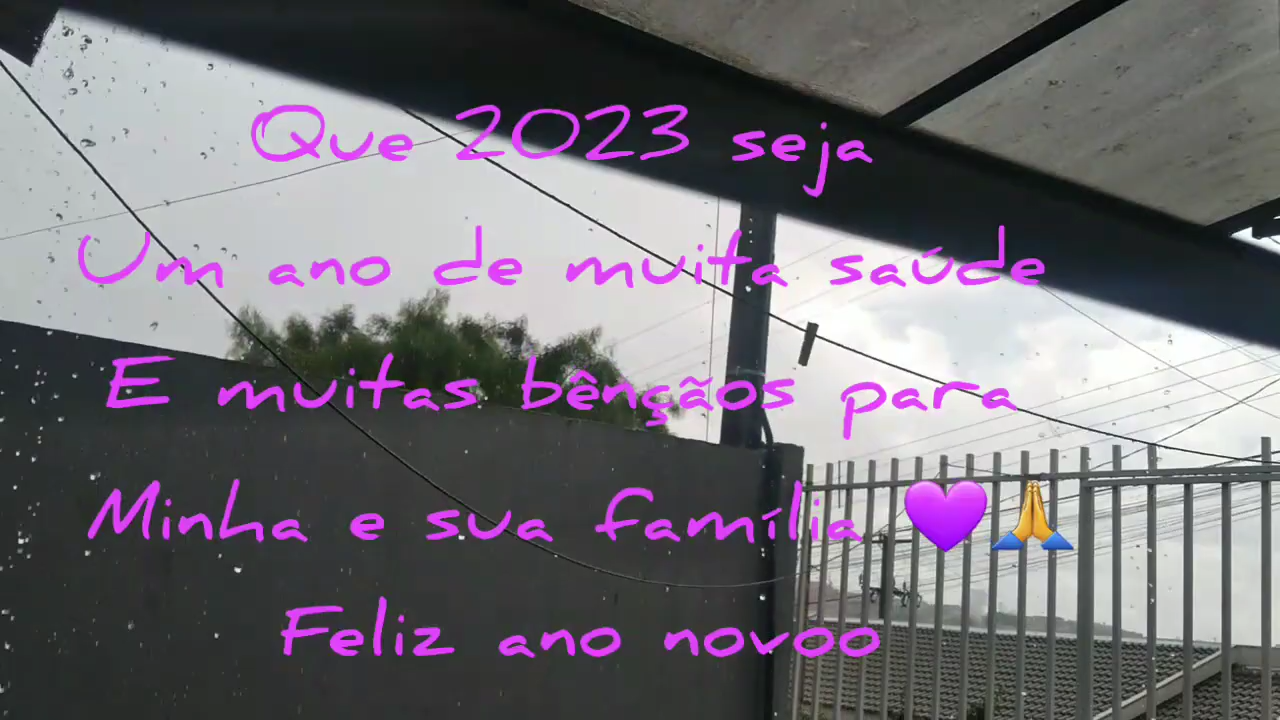 Que 2023 seja
Um ano de muita saúde
E muitas bênçãos para
Minha e sua família 💜🙏
Feliz ano novoo